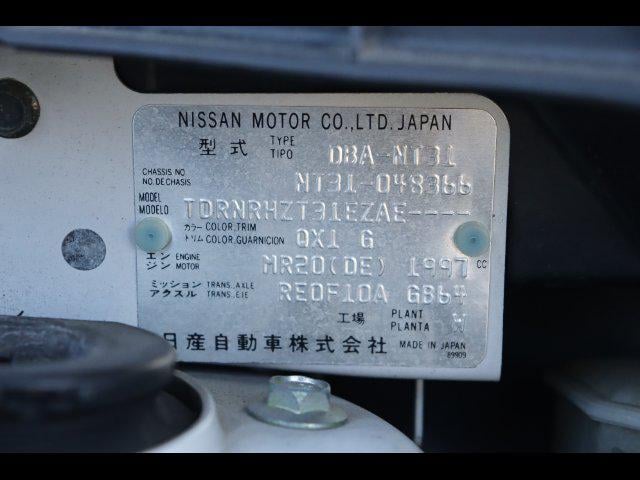 NISSAN MOTOR CO.,LTD. JAPAN
型式 TYPE TIPO DBA-NT31
CHASSIS NO NO.DE CHASIS NT31-048366
MODEL MODELO TDRNRHZT31EZAE----
カラー COLOR,TRIM トリム COLOR,GUARNICION QX1 G
エンジン ENGINE MOTOR MR20(DE) 1997 CC
ミッション TRANS.,AXLE アクスル TRANS.,EJE RE0F10A GB64
工場 PLANT PLANTA W
日産自動車株式会社 MADE IN JAPAN
89909